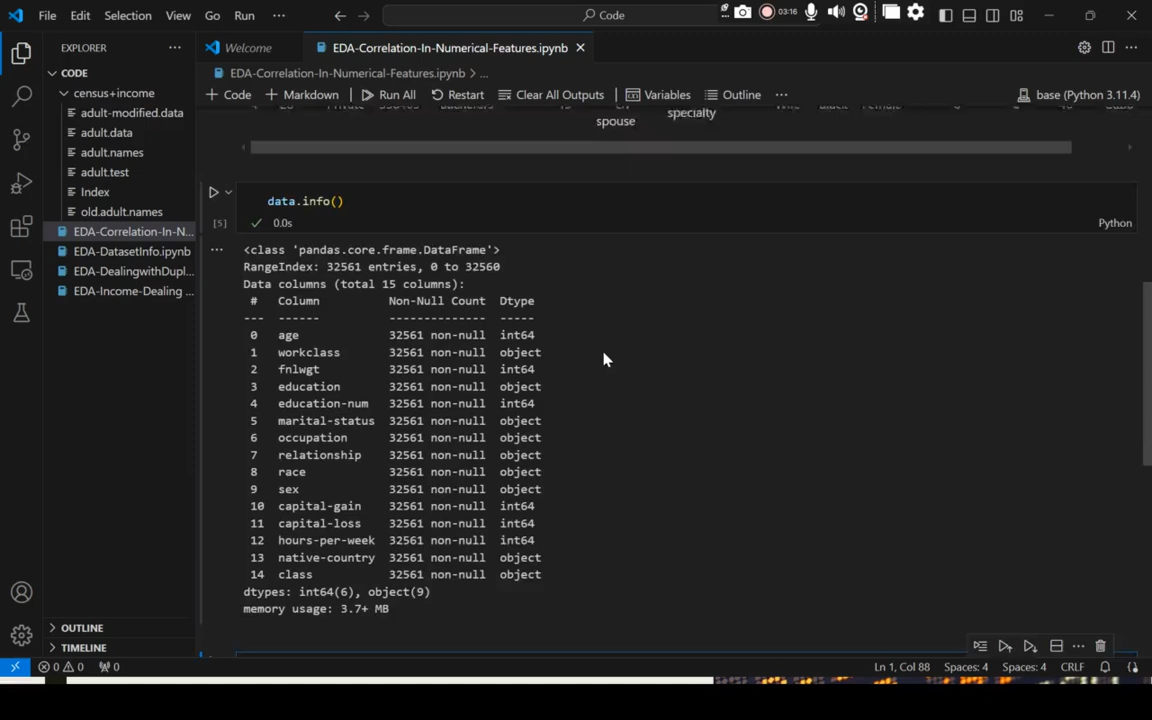 File Edit Selection View Go Run ··· Code 03:16
EXPLORER ···
CODE
census+income
adult-modified.data
adult.data
adult.names
adult.test
Index
old.adult.names
EDA-Correlation-In-N...
EDA-DatasetInfo.ipynb
EDA-DealingwithDupl...
EDA-Income-Dealing ...
OUTLINE
TIMELINE
Welcome EDA-Correlation-In-Numerical-Features.ipynb
EDA-Correlation-In-Numerical-Features.ipynb > ...
+ Code + Markdown Run All Restart Clear All Outputs Variables Outline ··· base (Python 3.11.4)
spouse specialty
data.info()
[5] 0.0s Python
<class 'pandas.core.frame.DataFrame'>
RangeIndex: 32561 entries, 0 to 32560
Data columns (total 15 columns):
# Column Non-Null Count Dtype
--- ------ -------------- -----
0 age 32561 non-null int64
1 workclass 32561 non-null object
2 fnlwgt 32561 non-null int64
3 education 32561 non-null object
4 education-num 32561 non-null int64
5 marital-status 32561 non-null object
6 occupation 32561 non-null object
7 relationship 32561 non-null object
8 race 32561 non-null object
9 sex 32561 non-null object
10 capital-gain 32561 non-null int64
11 capital-loss 32561 non-null int64
12 hours-per-week 32561 non-null int64
13 native-country 32561 non-null object
14 class 32561 non-null object
dtypes: int64(6), object(9)
memory usage: 3.7+ MB
0 0 0 Ln 1, Col 88 Spaces: 4 Spaces: 4 CRLF